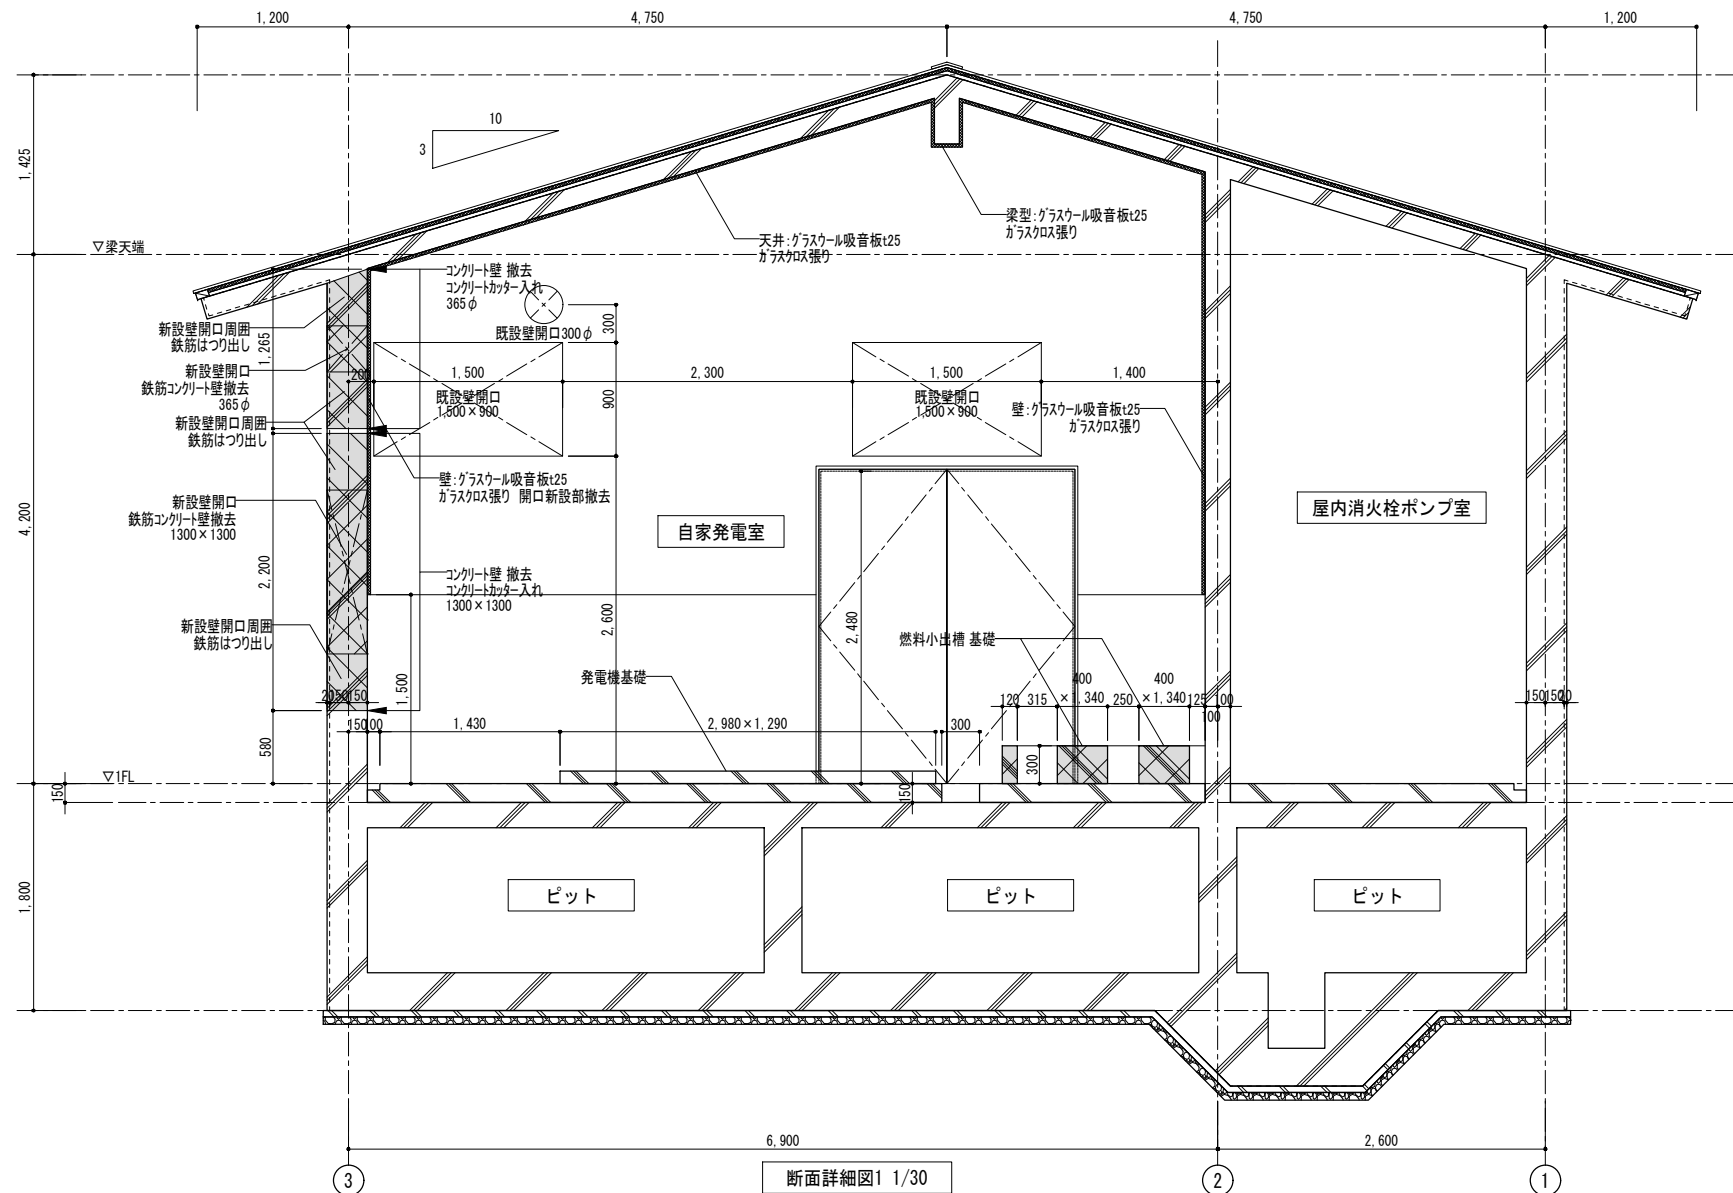 1,200
4,750
4,750
1,200
10
3
1,425
▽梁天端
梁型:グラスウール吸音板t25
ガラスクロス張り
天井:グラスウール吸音板t25
ガラスクロス張り
コンクリート壁 撤去
コンクリートカッター入れ
365φ
既設壁開口300φ
300
新設壁開口周囲
鉄筋はつり出し
1,265
新設壁開口
鉄筋コンクリート壁撤去
365φ
新設壁開口周囲
鉄筋はつり出し
200
1,500
2,300
1,500
1,400
900
既設壁開口
1,500×900
既設壁開口
1,500×900
壁:グラスウール吸音板t25
ガラスクロス張り
壁:グラスウール吸音板t25
ガラスクロス張り 開口新設部撤去
新設壁開口
鉄筋コンクリート壁撤去
1300×1300
4,200
2,200
自家発電室
屋内消火栓ポンプ室
コンクリート壁 撤去
コンクリートカッター入れ
1300×1300
新設壁開口周囲
鉄筋はつり出し
2,600
2,480
1,500
燃料小出槽 基礎
発電機基礎
20
150
150
400
×1,340
400
×1,340
120
315
250
125
100
100
150
150
20
150
100
1,430
2,980×1,290
300
580
300
▽1FL
150
150
1,800
ピット
ピット
ピット
6,900
2,600
3
断面詳細図1 1/30
2
1